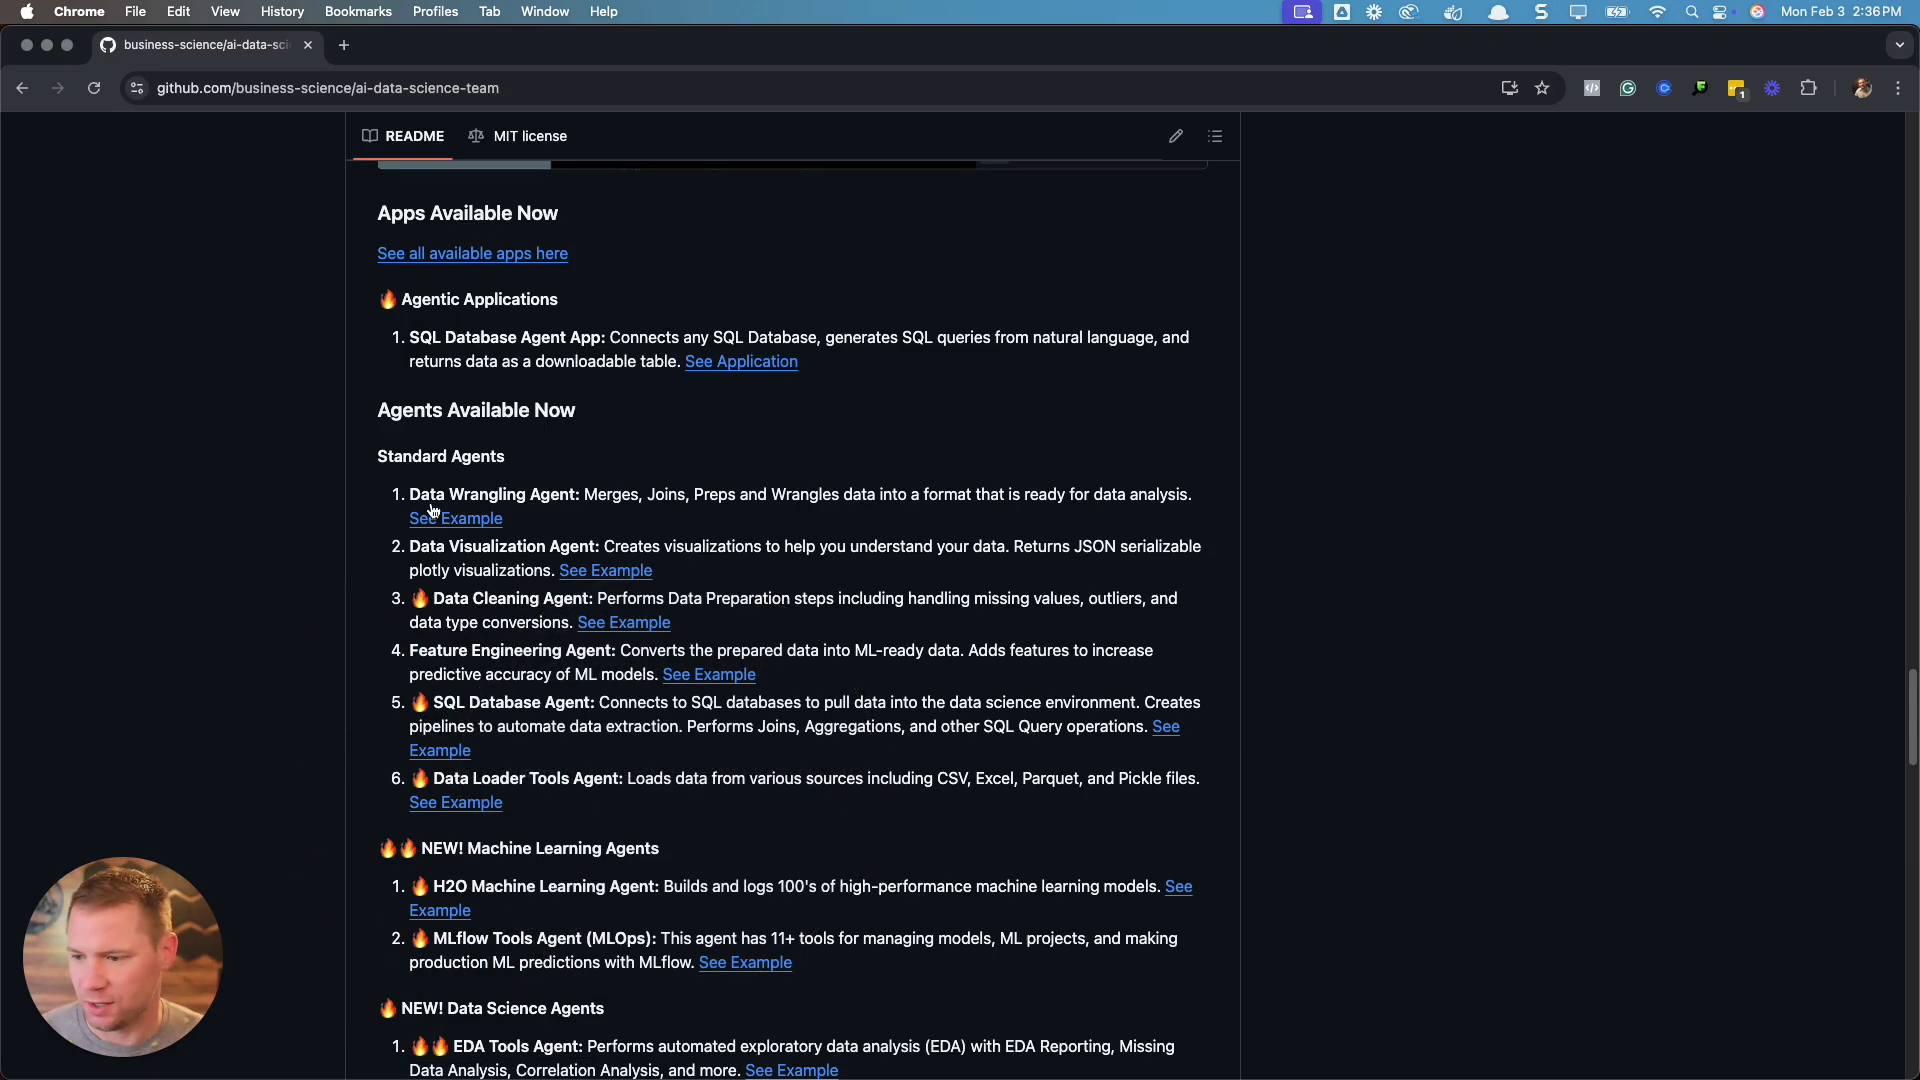 Chrome File Edit View History Bookmarks Profiles Tab Window Help Mon Feb 3 2:36 PM
business-science/ai-data-sci
github.com/business-science/ai-data-science-team
1
README MIT license
Apps Available Now
See all available apps here
🔥 Agentic Applications
1. SQL Database Agent App: Connects any SQL Database, generates SQL queries from natural language, and
returns data as a downloadable table. See Application
Agents Available Now
Standard Agents
1. Data Wrangling Agent: Merges, Joins, Preps and Wrangles data into a format that is ready for data analysis.
See Example
2. Data Visualization Agent: Creates visualizations to help you understand your data. Returns JSON serializable
plotly visualizations. See Example
3. 🔥 Data Cleaning Agent: Performs Data Preparation steps including handling missing values, outliers, and
data type conversions. See Example
4. Feature Engineering Agent: Converts the prepared data into ML-ready data. Adds features to increase
predictive accuracy of ML models. See Example
5. 🔥 SQL Database Agent: Connects to SQL databases to pull data into the data science environment. Creates
pipelines to automate data extraction. Performs Joins, Aggregations, and other SQL Query operations. See
Example
6. 🔥 Data Loader Tools Agent: Loads data from various sources including CSV, Excel, Parquet, and Pickle files.
See Example
🔥🔥 NEW! Machine Learning Agents
1. 🔥 H2O Machine Learning Agent: Builds and logs 100's of high-performance machine learning models. See
Example
2. 🔥 MLflow Tools Agent (MLOps): This agent has 11+ tools for managing models, ML projects, and making
production ML predictions with MLflow. See Example
🔥 NEW! Data Science Agents
1. 🔥🔥 EDA Tools Agent: Performs automated exploratory data analysis (EDA) with EDA Reporting, Missing
Data Analysis, Correlation Analysis, and more. See Example